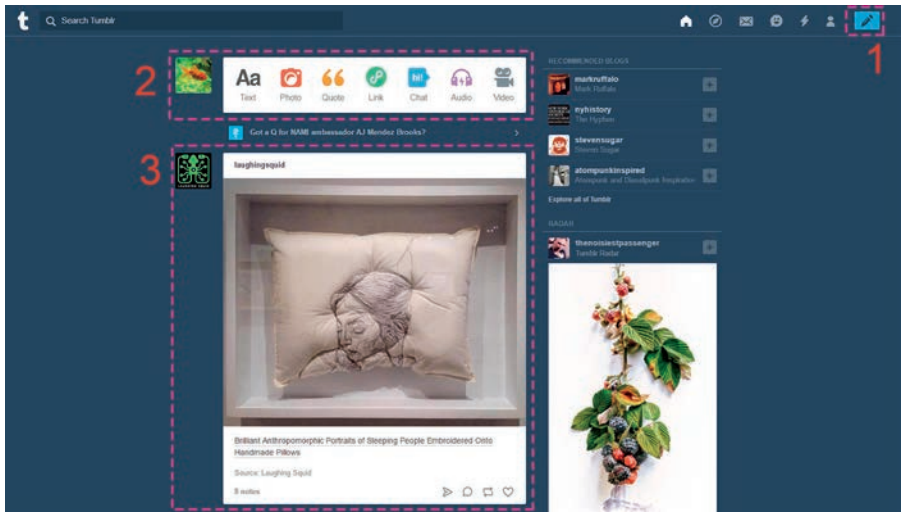 t Search Tumblr
1
2
Aa
hi!
Text Photo Quote Link Chat Audio Video
Got a Q for NAMI ambassador AJ Mendez Brooks?
3
LAUGHING SQUID
laughingsquid
Brilliant Anthropomorphic Portraits of Sleeping People Embroidered Onto
Handmade Pillows
Source: Laughing Squid
5 notes
RECOMMENDED BLOGS
markruffalo
Mark Ruffalo
nyhistory
The Hyphen
stevensugar
Steven Sugar
atompunkinspired
Atompunk and Dieselpunk Inspiration
Explore all of Tumblr
RADAR
thenoisiestpassenger
Tumblr Radar